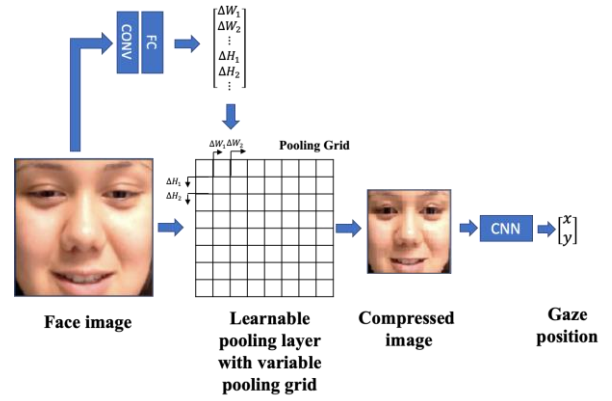 CONV
FC
ΔW₁
ΔW₂
⋮
ΔH₁
ΔH₂
⋮
ΔW₁ ΔW₂
Pooling Grid
ΔH₁
ΔH₂
CNN
x
y
Face image
Learnable
pooling layer
with variable
pooling grid
Compressed
image
Gaze
position